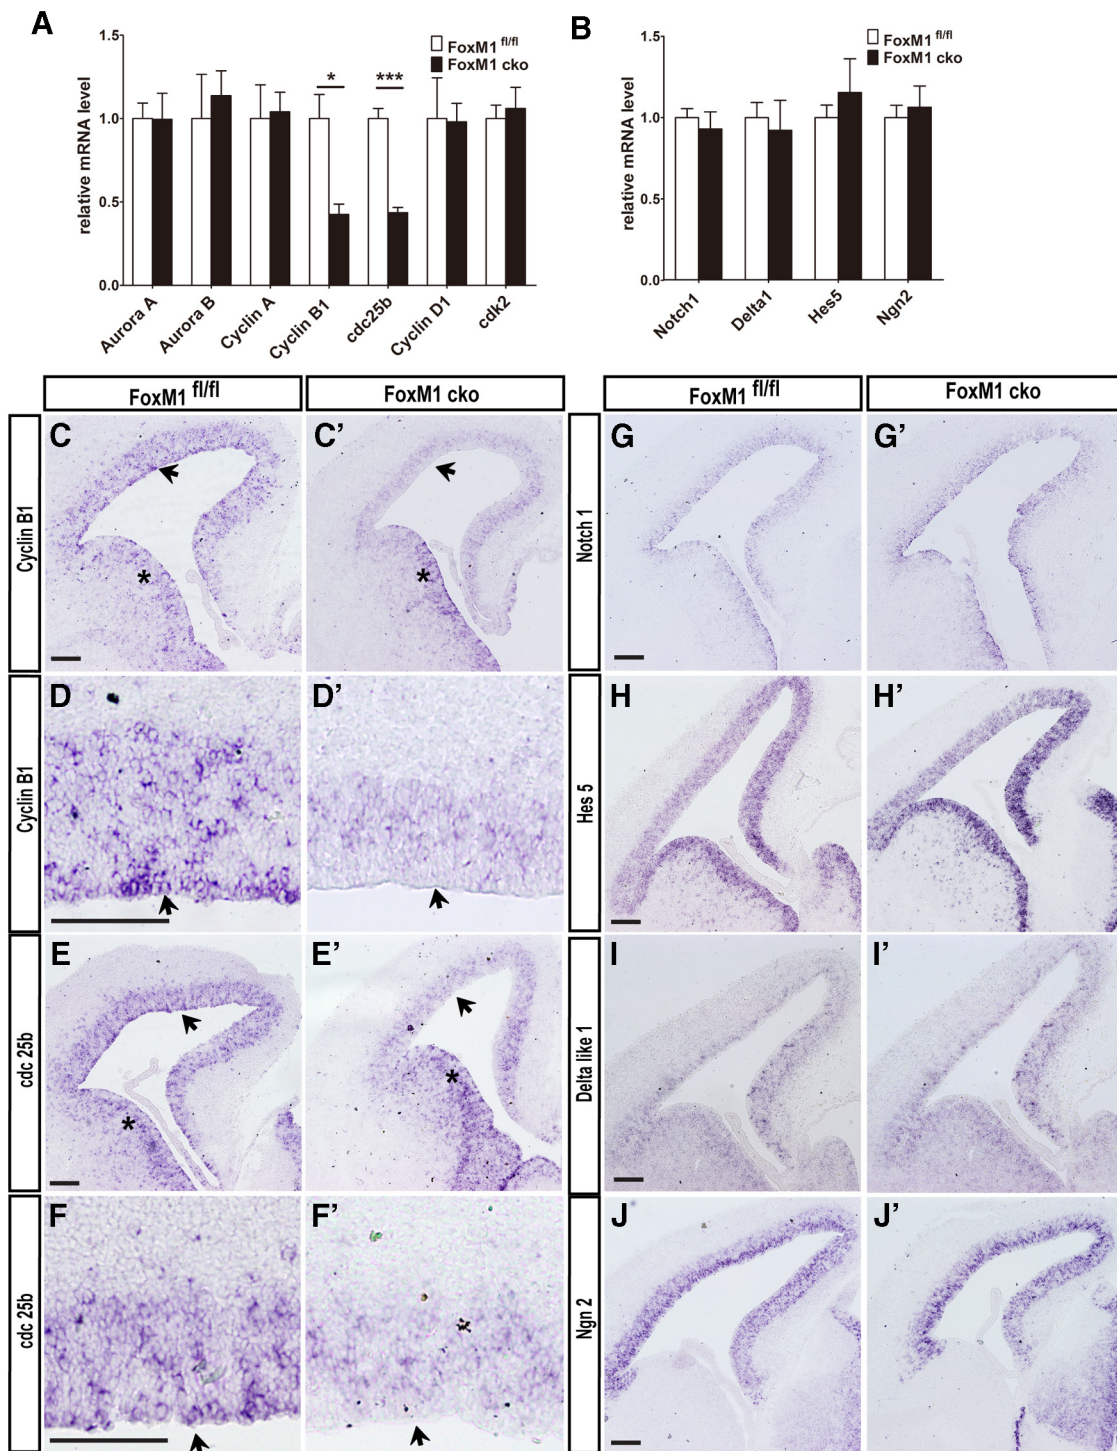 A
relative mRNA level
1.5
1.0
0.5
0.0
FoxM1 fl/fl
FoxM1 cko
*
***
Aurora A
Aurora B
Cyclin A
Cyclin B1
cdc25b
Cyclin D1
cdk2
B
relative mRNA level
1.5
1.0
0.5
0.0
FoxM1 fl/fl
FoxM1 cko
Notch1
Delta1
Hes5
Ngn2
FoxM1 fl/fl
FoxM1 cko
FoxM1 fl/fl
FoxM1 cko
Cyclin B1
C
*
C’
*
Notch 1
G
G’
Cyclin B1
D
D’
Hes 5
H
H’
cdc 25b
E
*
E’
*
Delta like 1
I
I’
cdc 25b
F
F’
Ngn 2
J
J’